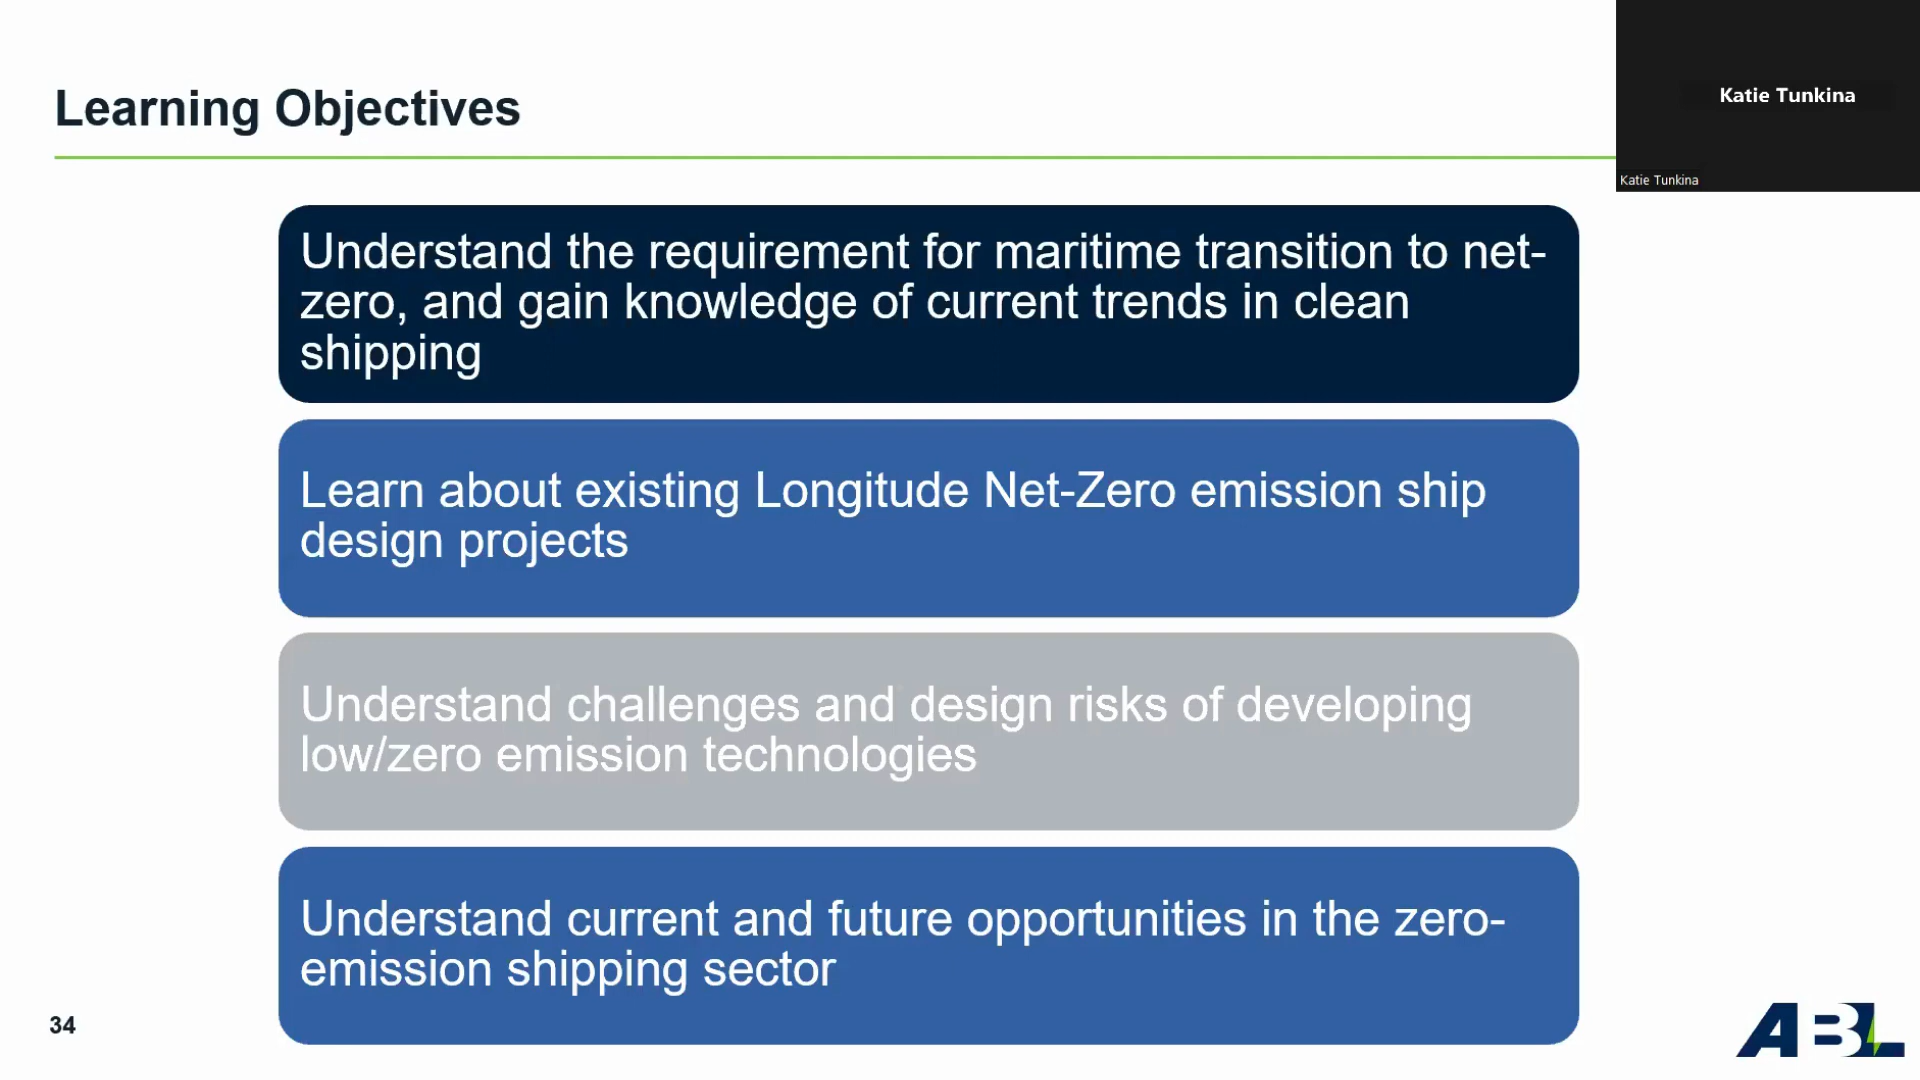 Learning Objectives
Katie Tunkina
Katie Tunkina
Understand the requirement for maritime transition to net-
zero, and gain knowledge of current trends in clean
shipping
Learn about existing Longitude Net-Zero emission ship
design projects
Understand challenges and design risks of developing
low/zero emission technologies
Understand current and future opportunities in the zero-
emission shipping sector
34
ABL